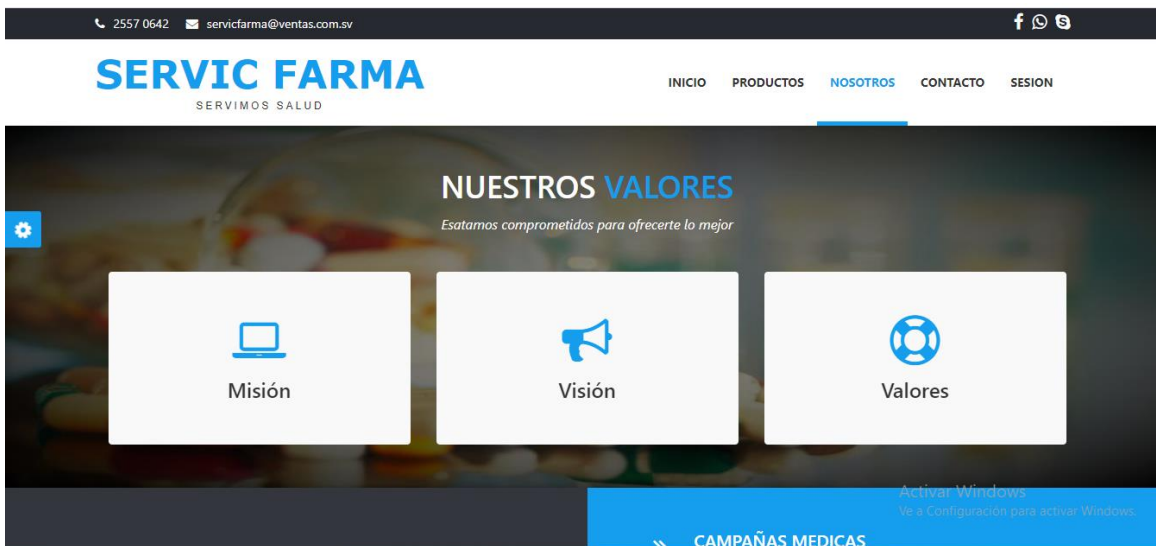 2557 0642 servicfarma@ventas.com.sv
SERVIC FARMA
SERVIMOS SALUD
INICIO PRODUCTOS NOSOTROS CONTACTO SESION
NUESTROS VALORES
Esatamos comprometidos para ofrecerte lo mejor
Misión
Visión
Valores
Activar Windows
Ve a Configuración para activar Windows.
CAMPAÑAS MEDICAS